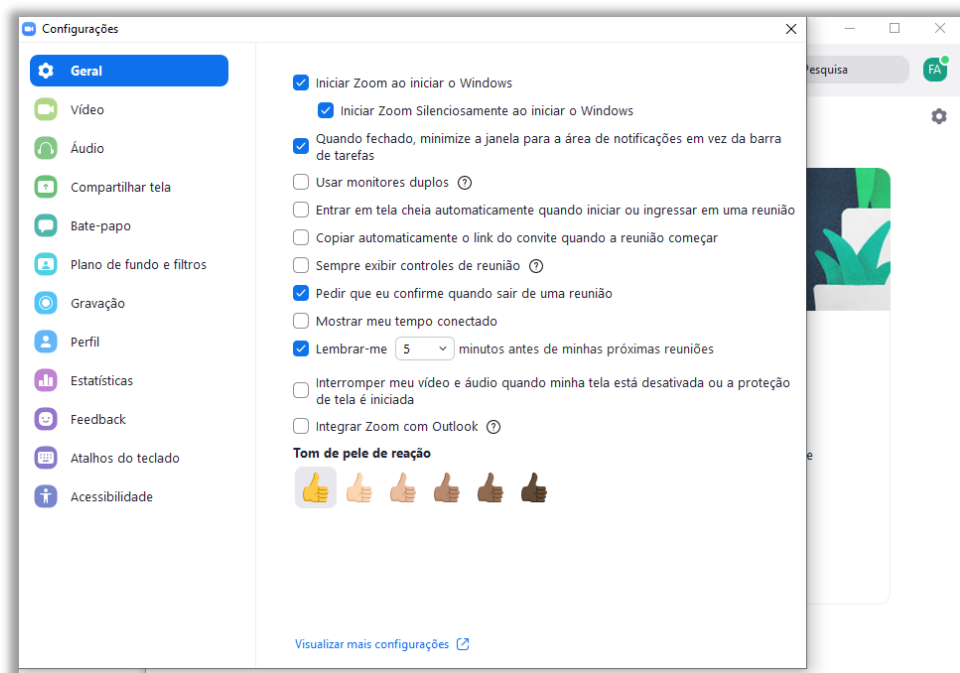 Configurações
Geral
Vídeo
Áudio
Compartilhar tela
Bate-papo
Plano de fundo e filtros
Gravação
Perfil
Estatísticas
Feedback
Atalhos do teclado
Acessibilidade
Iniciar Zoom ao iniciar o Windows
Iniciar Zoom Silenciosamente ao iniciar o Windows
Quando fechado, minimize a janela para a área de notificações em vez da barra
de tarefas
Usar monitores duplos ?
Entrar em tela cheia automaticamente quando iniciar ou ingressar em uma reunião
Copiar automaticamente o link do convite quando a reunião começar
Sempre exibir controles de reunião ?
Pedir que eu confirme quando sair de uma reunião
Mostrar meu tempo conectado
Lembrar-me 5 minutos antes de minhas próximas reuniões
Interromper meu vídeo e áudio quando minha tela está desativada ou a proteção
de tela é iniciada
Integrar Zoom com Outlook ?
Tom de pele de reação
Visualizar mais configurações
Pesquisa
FA
e